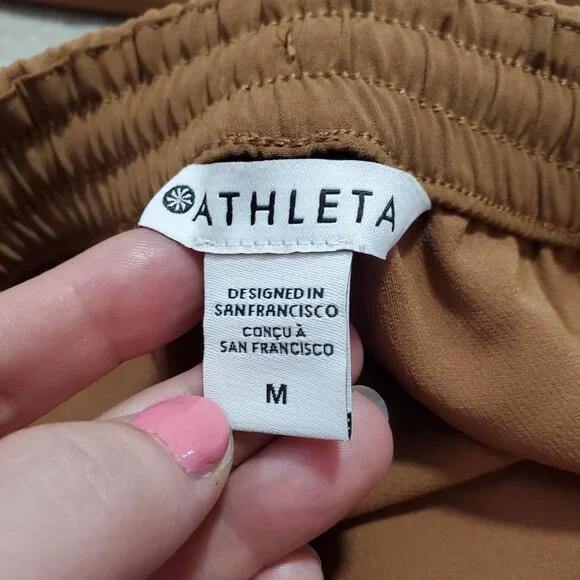 ATHLETA
DESIGNED IN
SAN FRANCISCO
CONÇU À
SAN FRANCISCO
M